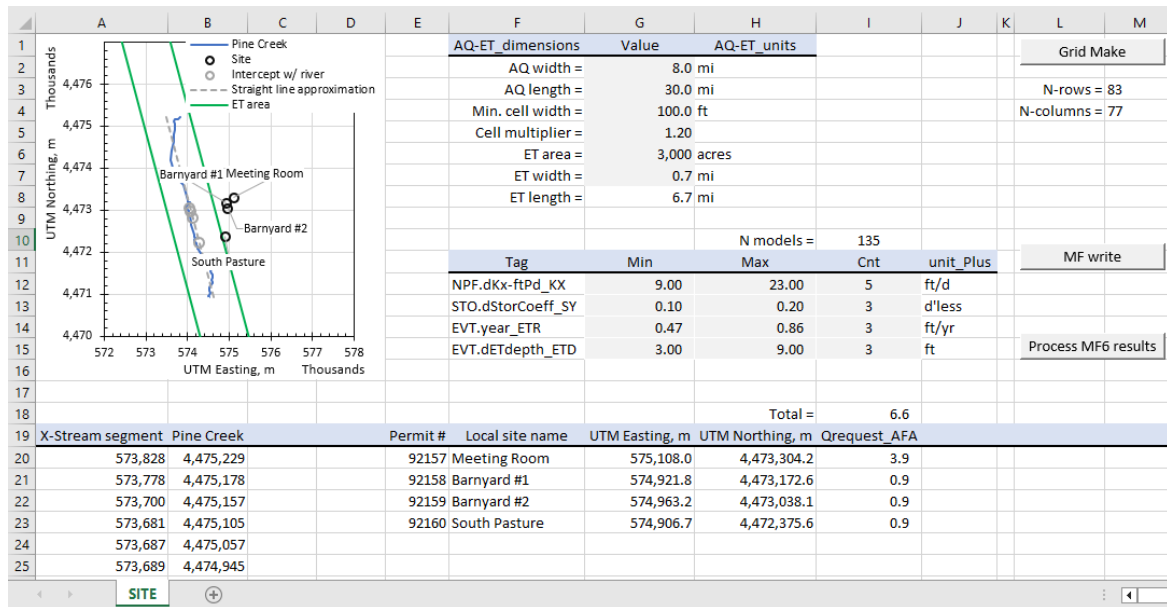 A B C D E F G H I J K L M
1 AQ-ET_dimensions Value AQ-ET_units Grid Make
2 AQ width = 8.0 mi
3 AQ length = 30.0 mi N-rows = 83
4 Min. cell width = 100.0 ft N-columns = 77
5 Cell multiplier = 1.20
6 ET area = 3,000 acres
7 ET width = 0.7 mi
8 ET length = 6.7 mi
9
10 N models = 135
11 Tag Min Max Cnt unit_Plus MF write
12 NPF.dKx-ftPd_KX 9.00 23.00 5 ft/d
13 STO.dStorCoeff_SY 0.10 0.20 3 d'less
14 EVT.year_ETR 0.47 0.86 3 ft/yr
15 EVT.dETdepth_ETD 3.00 9.00 3 ft Process MF6 results
16
17
Pine Creek
Site
Intercept w/ river
Straight line approximation
ET area
Thousands
UTM Northing, m
4,476
4,475
4,474
4,473
4,472
4,471
4,470
Barnyard #1 Meeting Room
Barnyard #2
South Pasture
572 573 574 575 576 577 578
UTM Easting, m Thousands
18 Total = 6.6
19 X-Stream segment Pine Creek Permit # Local site name UTM Easting, m UTM Northing, m Qrequest_AFA
20 573,828 4,475,229 92157 Meeting Room 575,108.0 4,473,304.2 3.9
21 573,778 4,475,178 92158 Barnyard #1 574,921.8 4,473,172.6 0.9
22 573,700 4,475,157 92159 Barnyard #2 574,963.2 4,473,038.1 0.9
23 573,681 4,475,105 92160 South Pasture 574,906.7 4,472,375.6 0.9
24 573,687 4,475,057
25 573,689 4,474,945
SITE